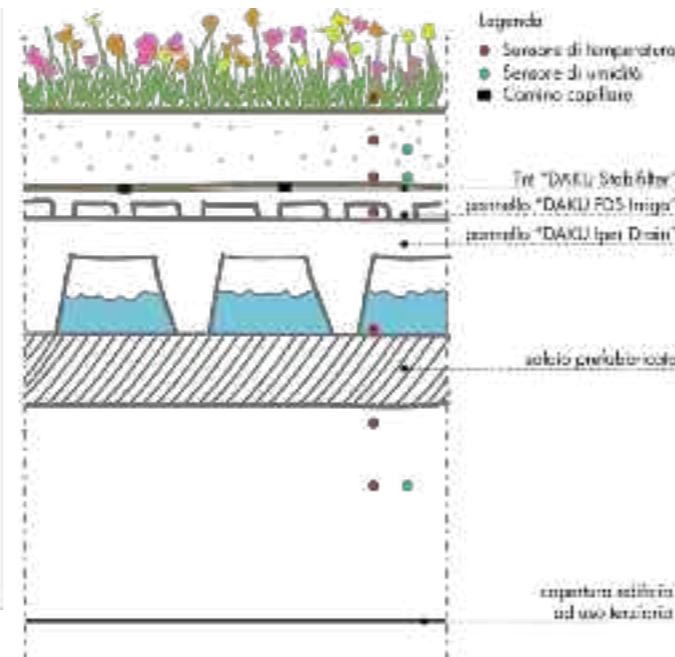 Legenda
Sensore di temperatura
Sensore di umidità
Camino capillare
Tnt "DAKU Stabilfilter"
pannello "DAKU FDS Irriga"
pannello "DAKU Iper Drain"
solaio prefabbricato
copertura edificio
ad uso terziario